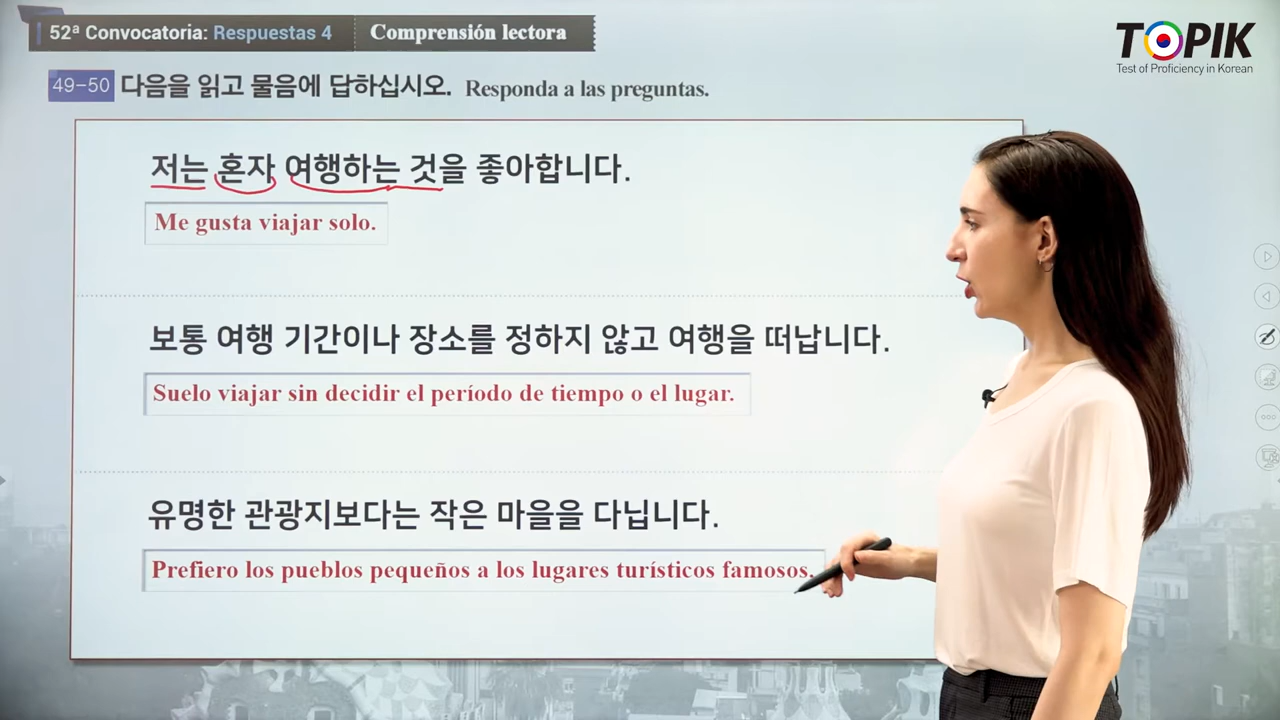 52ª Convocatoria: Respuestas 4 Comprensión lectora
TOPIK
Test of Proficiency in Korean
49-50 다음을 읽고 물음에 답하십시오. Responda a las preguntas.
저는 혼자 여행하는 것을 좋아합니다.
Me gusta viajar solo.
보통 여행 기간이나 장소를 정하지 않고 여행을 떠납니다.
Suelo viajar sin decidir el período de tiempo o el lugar.
유명한 관광지보다는 작은 마을을 다닙니다.
Prefiero los pueblos pequeños a los lugares turísticos famosos.